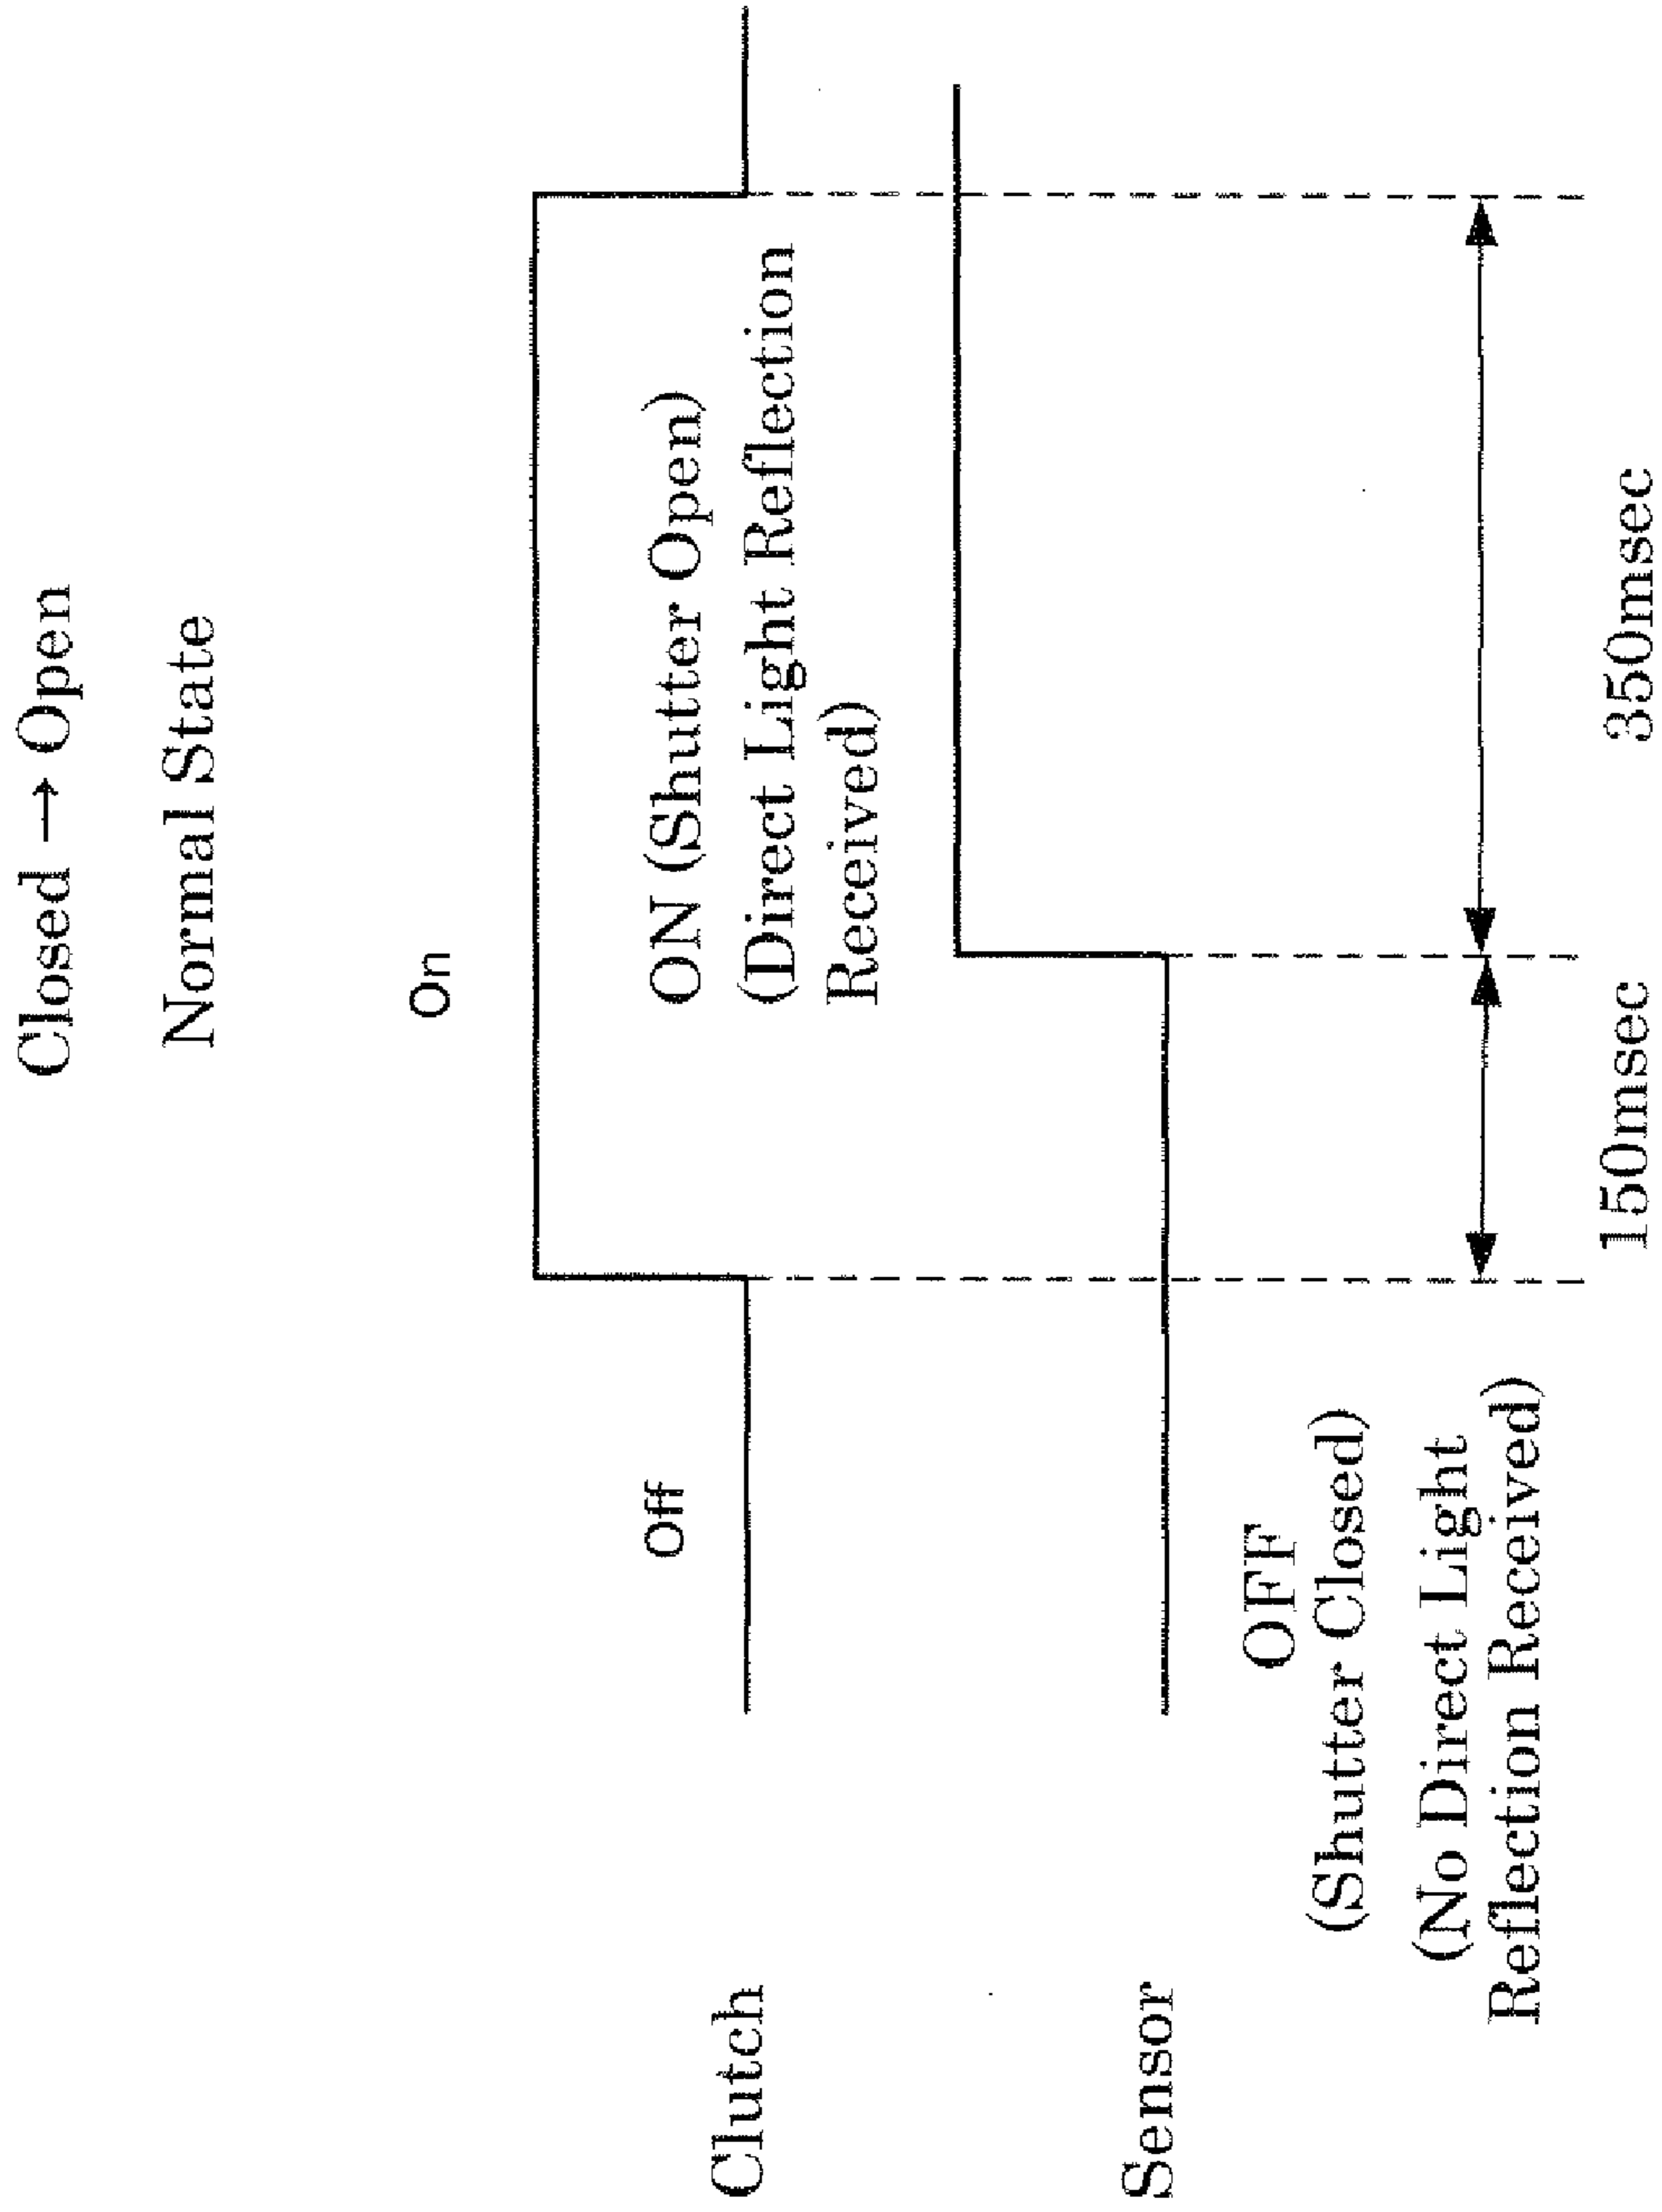 Closed → Open
Normal State
On
Off
Clutch
ON (Shutter Open)
(Direct Light Reflection
Received)
Sensor
OFF
(Shutter Closed)
(No Direct Light
Reflection Received)
150msec
350msec